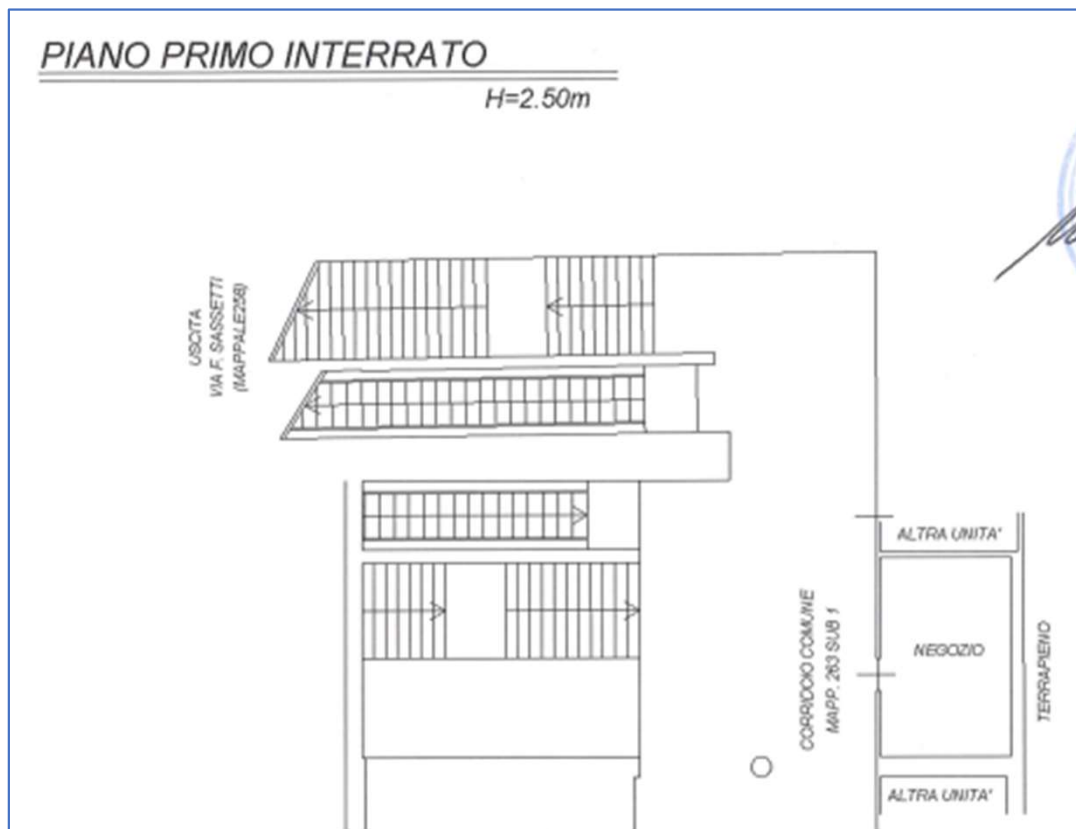 PIANO PRIMO INTERRATO
H=2.50m
USCITA
VIA F. SASSETTI
(MAPPALE258)
ALTRA UNITA'
CORRIDOIO COMUNE
MAPP. 263 SUB 1
NEGOZIO
TERRAPIENO
ALTRA UNITA'